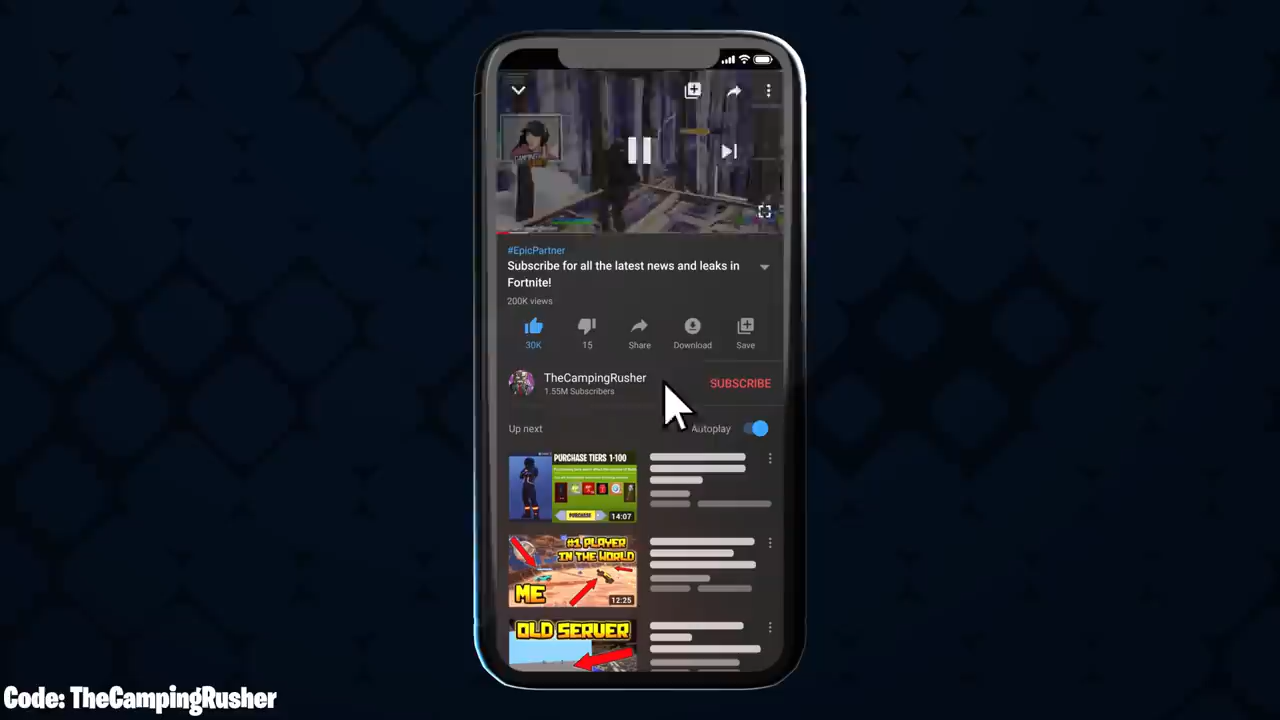 #EpicPartner
Subscribe for all the latest news and leaks in
Fortnite!
200K views
30K
15
Share
Download
Save
TheCampingRusher
1.55M Subscribers
SUBSCRIBE
Up next
Autoplay
PURCHASE TIERS 1-100
PURCHASE
14:07
#1 PLAYER
IN THE WORLD
ME
12:25
OLD SERVER
Code: TheCampingRusher